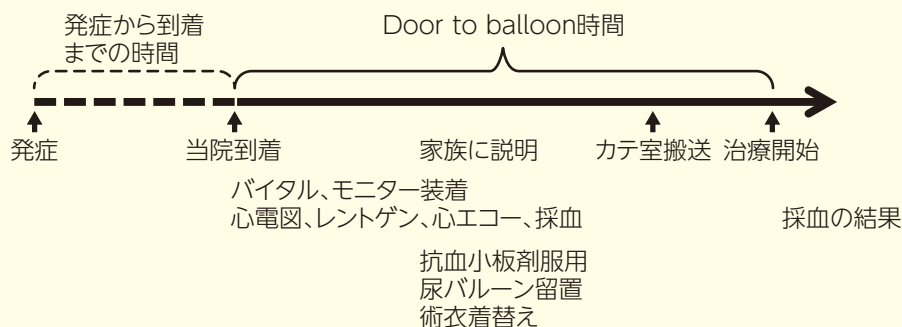 発症から到着
までの時間
Door to balloon時間
発症
当院到着
家族に説明
カテ室搬送
治療開始
バイタル、モニター装着
心電図、レントゲン、心エコー、採血
採血の結果
抗血小板剤服用
尿バルーン留置
術衣着替え